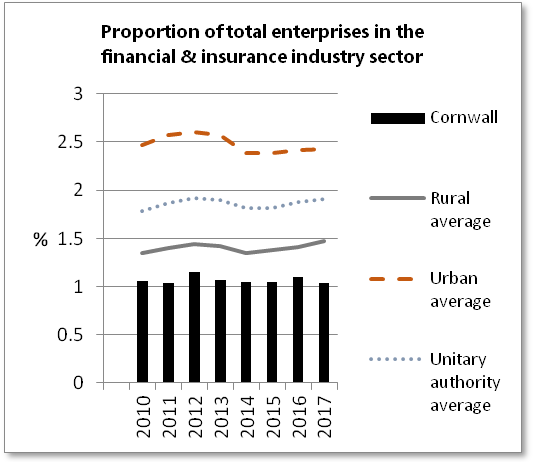 Proportion of total enterprises in the
financial & insurance industry sector
3
2.5
2
1.5
1
0.5
0
%
2010
2011
2012
2013
2014
2015
2016
2017
Cornwall
Rural
average
Urban
average
Unitary
authority
average